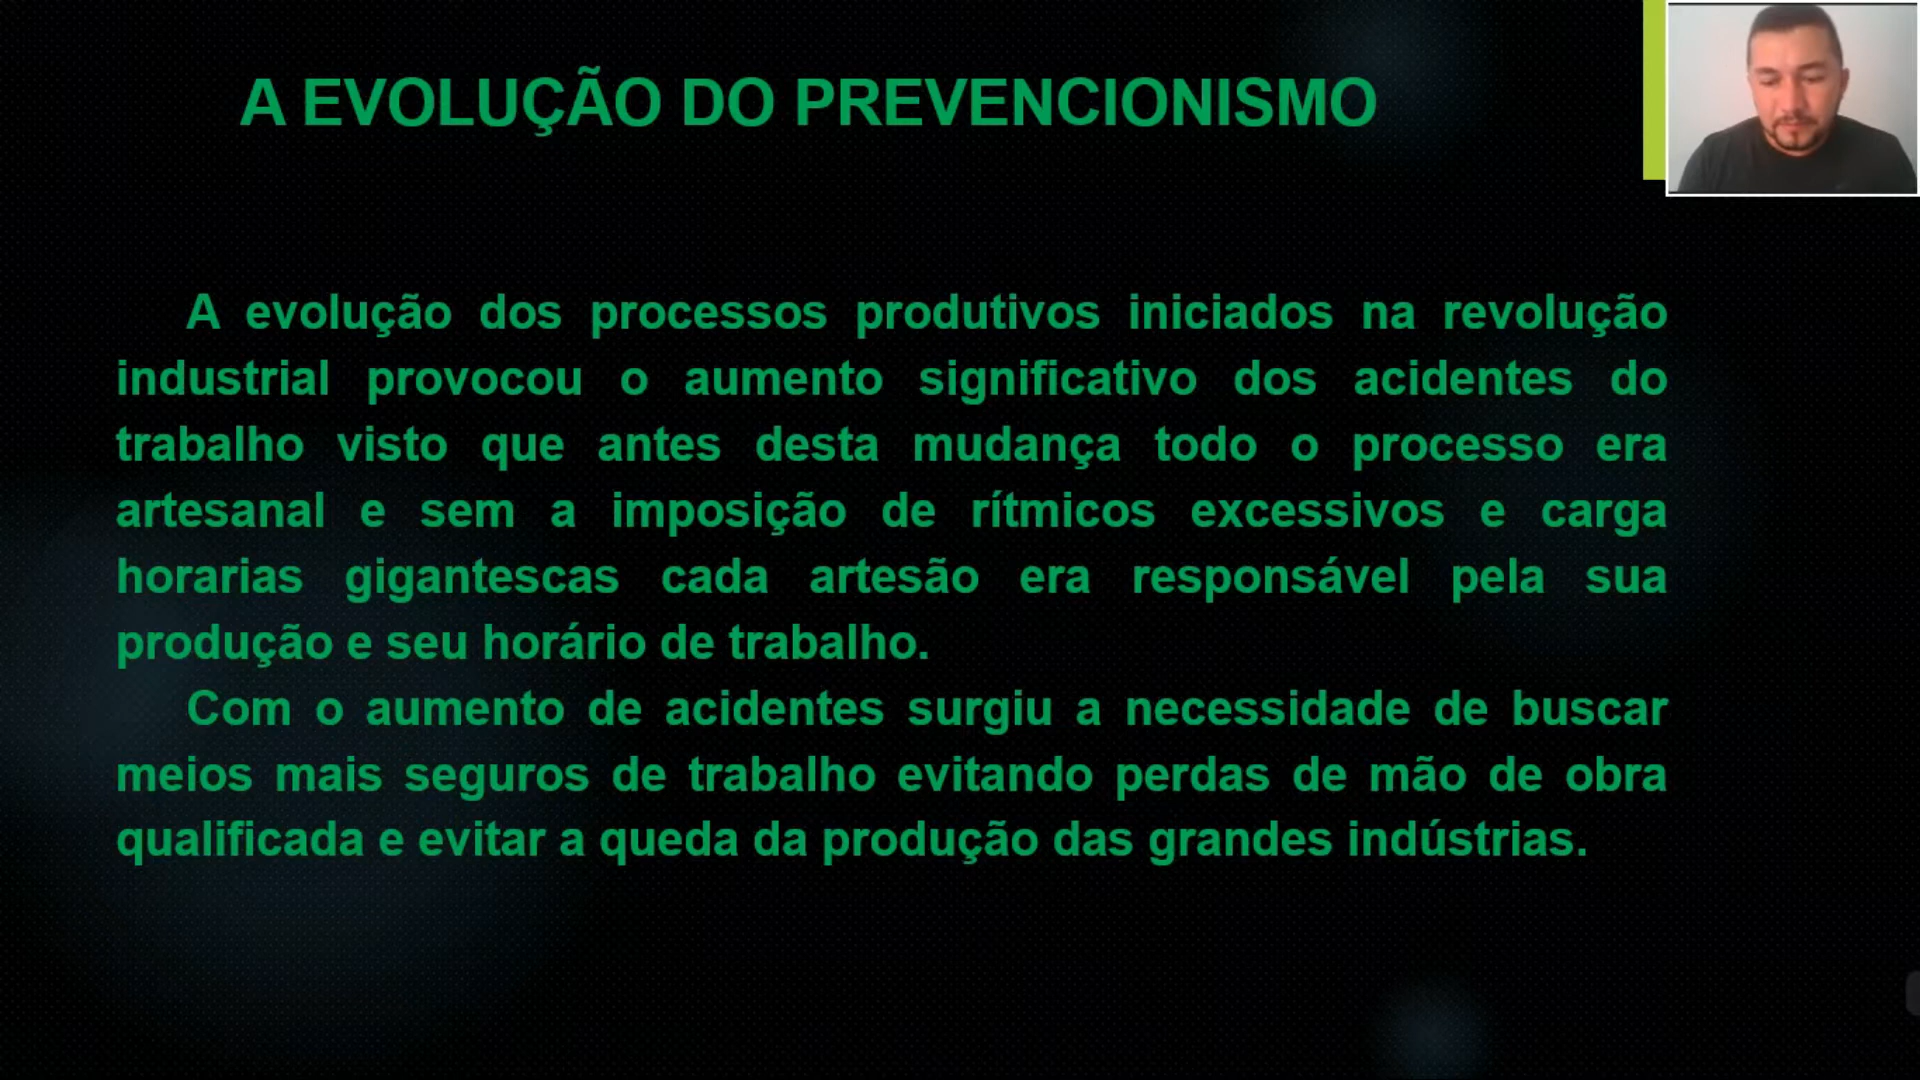 A EVOLUÇÃO DO PREVENCIONISMO
A evolução dos processos produtivos iniciados na revolução
industrial provocou o aumento significativo dos acidentes do
trabalho visto que antes desta mudança todo o processo era
artesanal e sem a imposição de rítmicos excessivos e carga
horarias gigantescas cada artesão era responsável pela sua
produção e seu horário de trabalho.
Com o aumento de acidentes surgiu a necessidade de buscar
meios mais seguros de trabalho evitando perdas de mão de obra
qualificada e evitar a queda da produção das grandes indústrias.